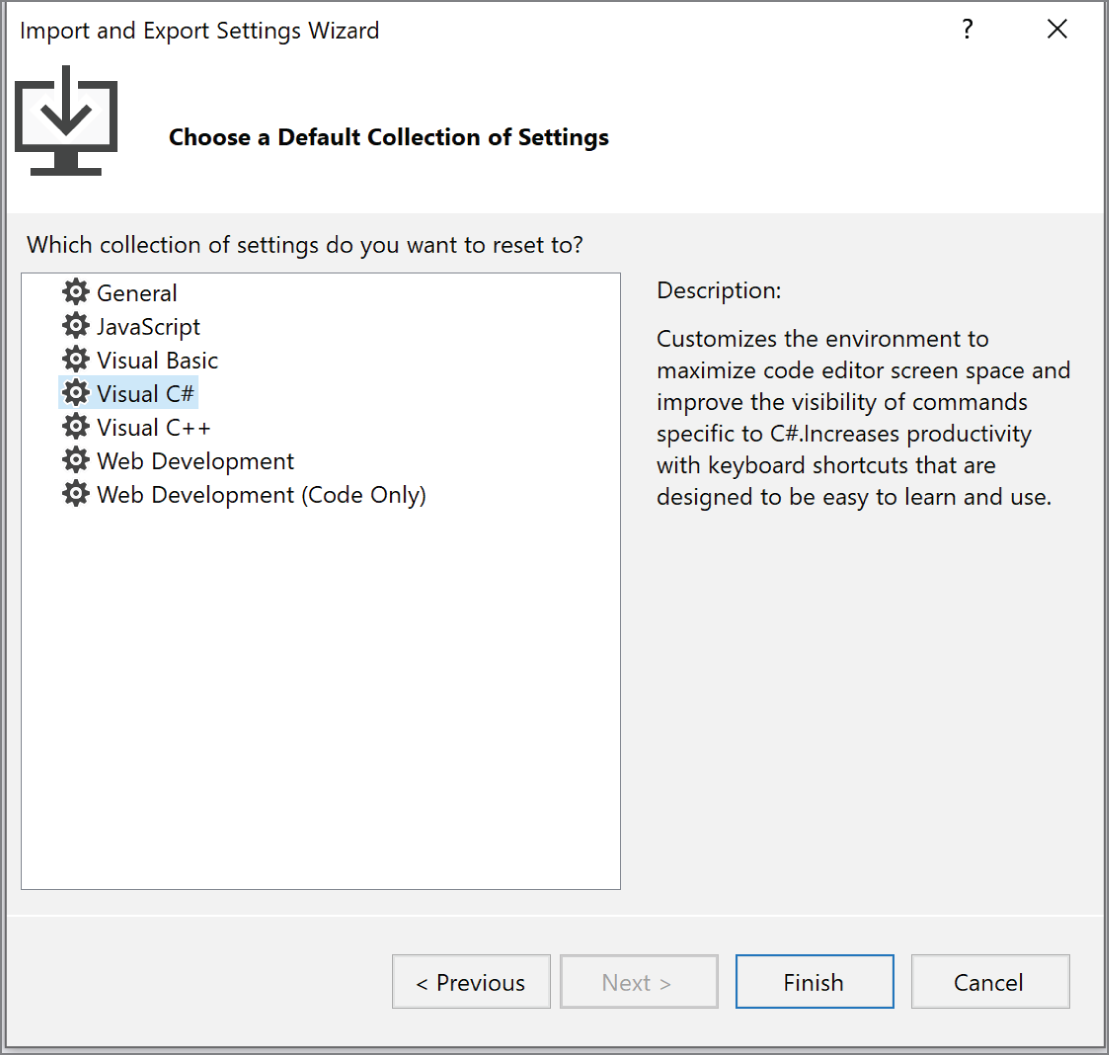 Import and Export Settings Wizard
?
Choose a Default Collection of Settings
Which collection of settings do you want to reset to?
General
JavaScript
Visual Basic
Visual C#
Visual C++
Web Development
Web Development (Code Only)
Description:
Customizes the environment to
maximize code editor screen space and
improve the visibility of commands
specific to C#.Increases productivity
with keyboard shortcuts that are
designed to be easy to learn and use.
< Previous
Next >
Finish
Cancel